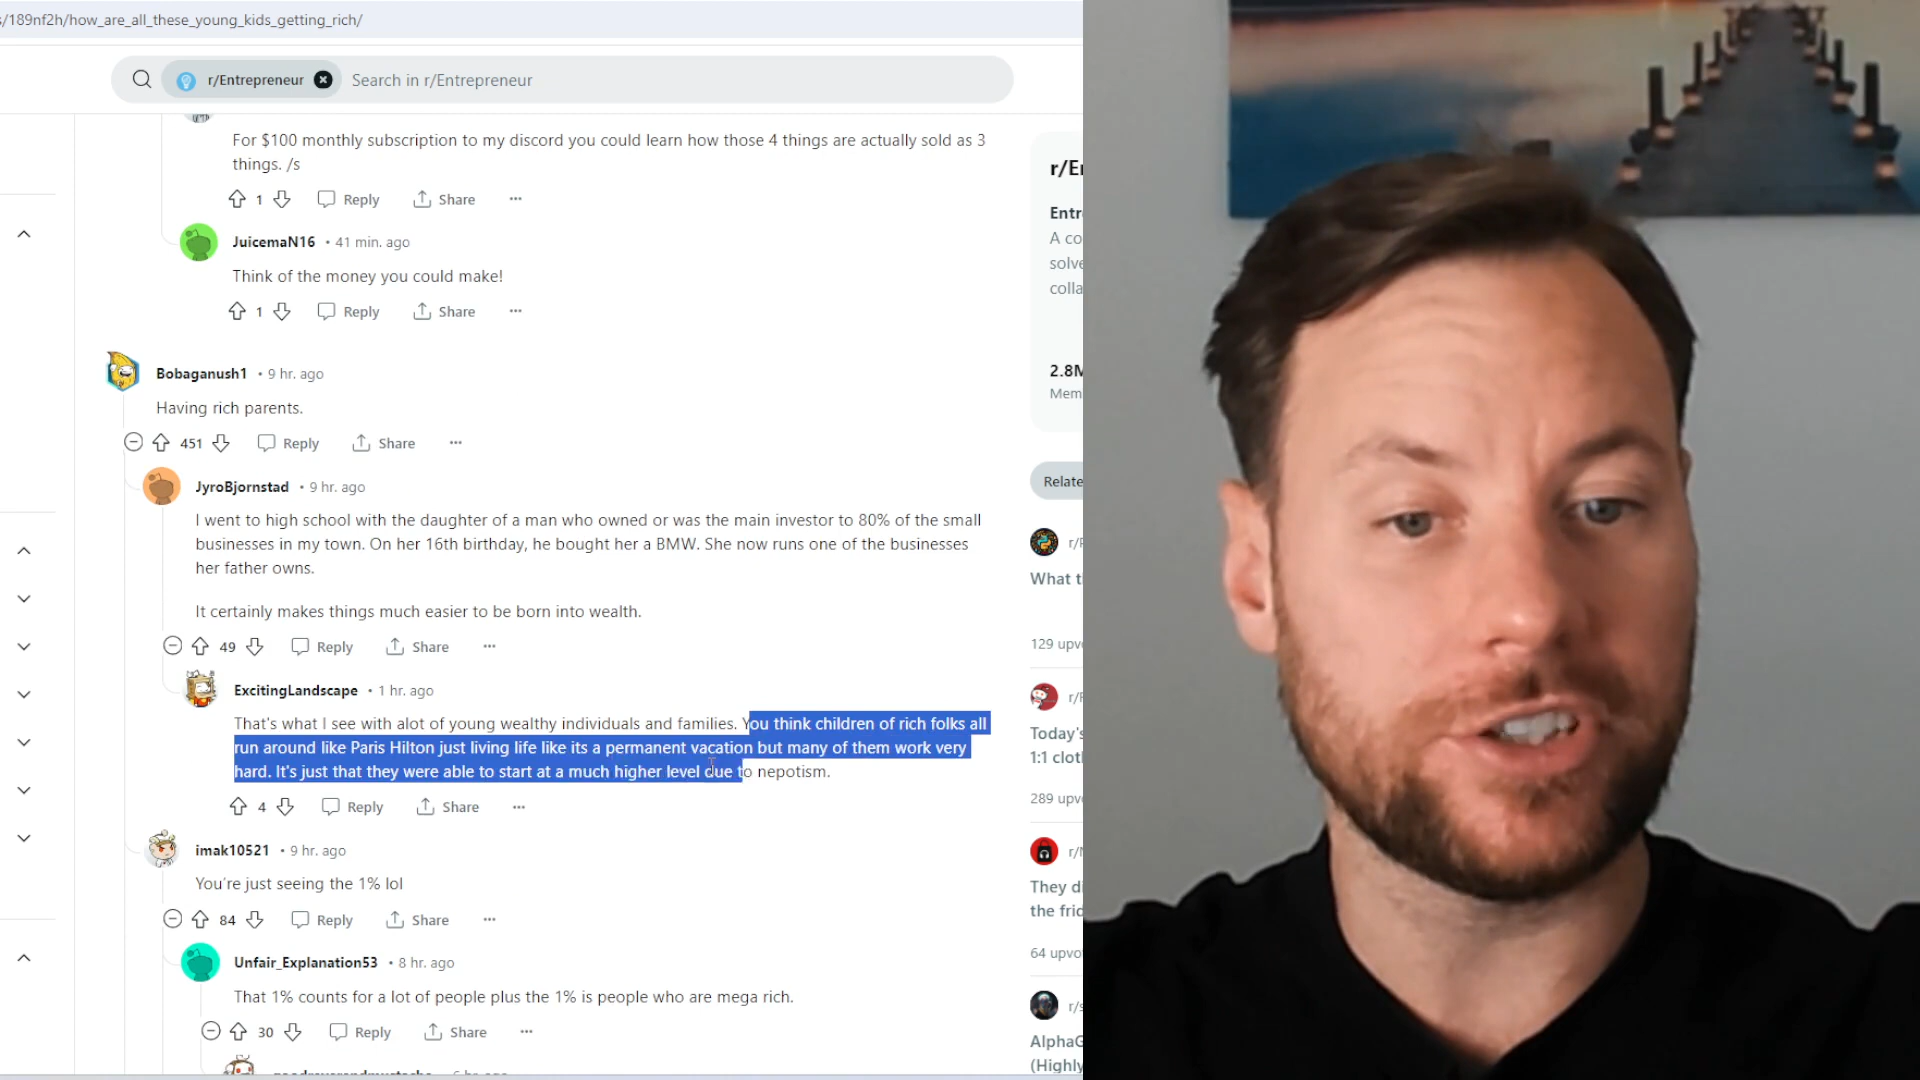 /189nf2h/how_are_all_these_young_kids_getting_rich/
r/Entrepreneur
Search in r/Entrepreneur
For $100 monthly subscription to my discord you could learn how those 4 things are actually sold as 3
things. /s
1 Reply Share
JuicemaN16 • 41 min. ago
Think of the money you could make!
1 Reply Share
Bobaganush1 • 9 hr. ago
Having rich parents.
451 Reply Share
JyroBjornstad • 9 hr. ago
I went to high school with the daughter of a man who owned or was the main investor to 80% of the small
businesses in my town. On her 16th birthday, he bought her a BMW. She now runs one of the businesses
her father owns.
It certainly makes things much easier to be born into wealth.
49 Reply Share
ExcitingLandscape • 1 hr. ago
That's what I see with alot of young wealthy individuals and families. You think children of rich folks all
run around like Paris Hilton just living life like its a permanent vacation but many of them work very
hard. It's just that they were able to start at a much higher level due to nepotism.
4 Reply Share
imak10521 • 9 hr. ago
You're just seeing the 1% lol
84 Reply Share
Unfair_Explanation53 • 8 hr. ago
That 1% counts for a lot of people plus the 1% is people who are mega rich.
30 Reply Share
r/E
Entr
A co
solve
colla
2.8M
Mem
Relate
r/
What t
129 upv
r/
Today's
1:1 clot
289 upv
r/
They d
the frid
64 upvo
r/s
AlphaG
(Highly